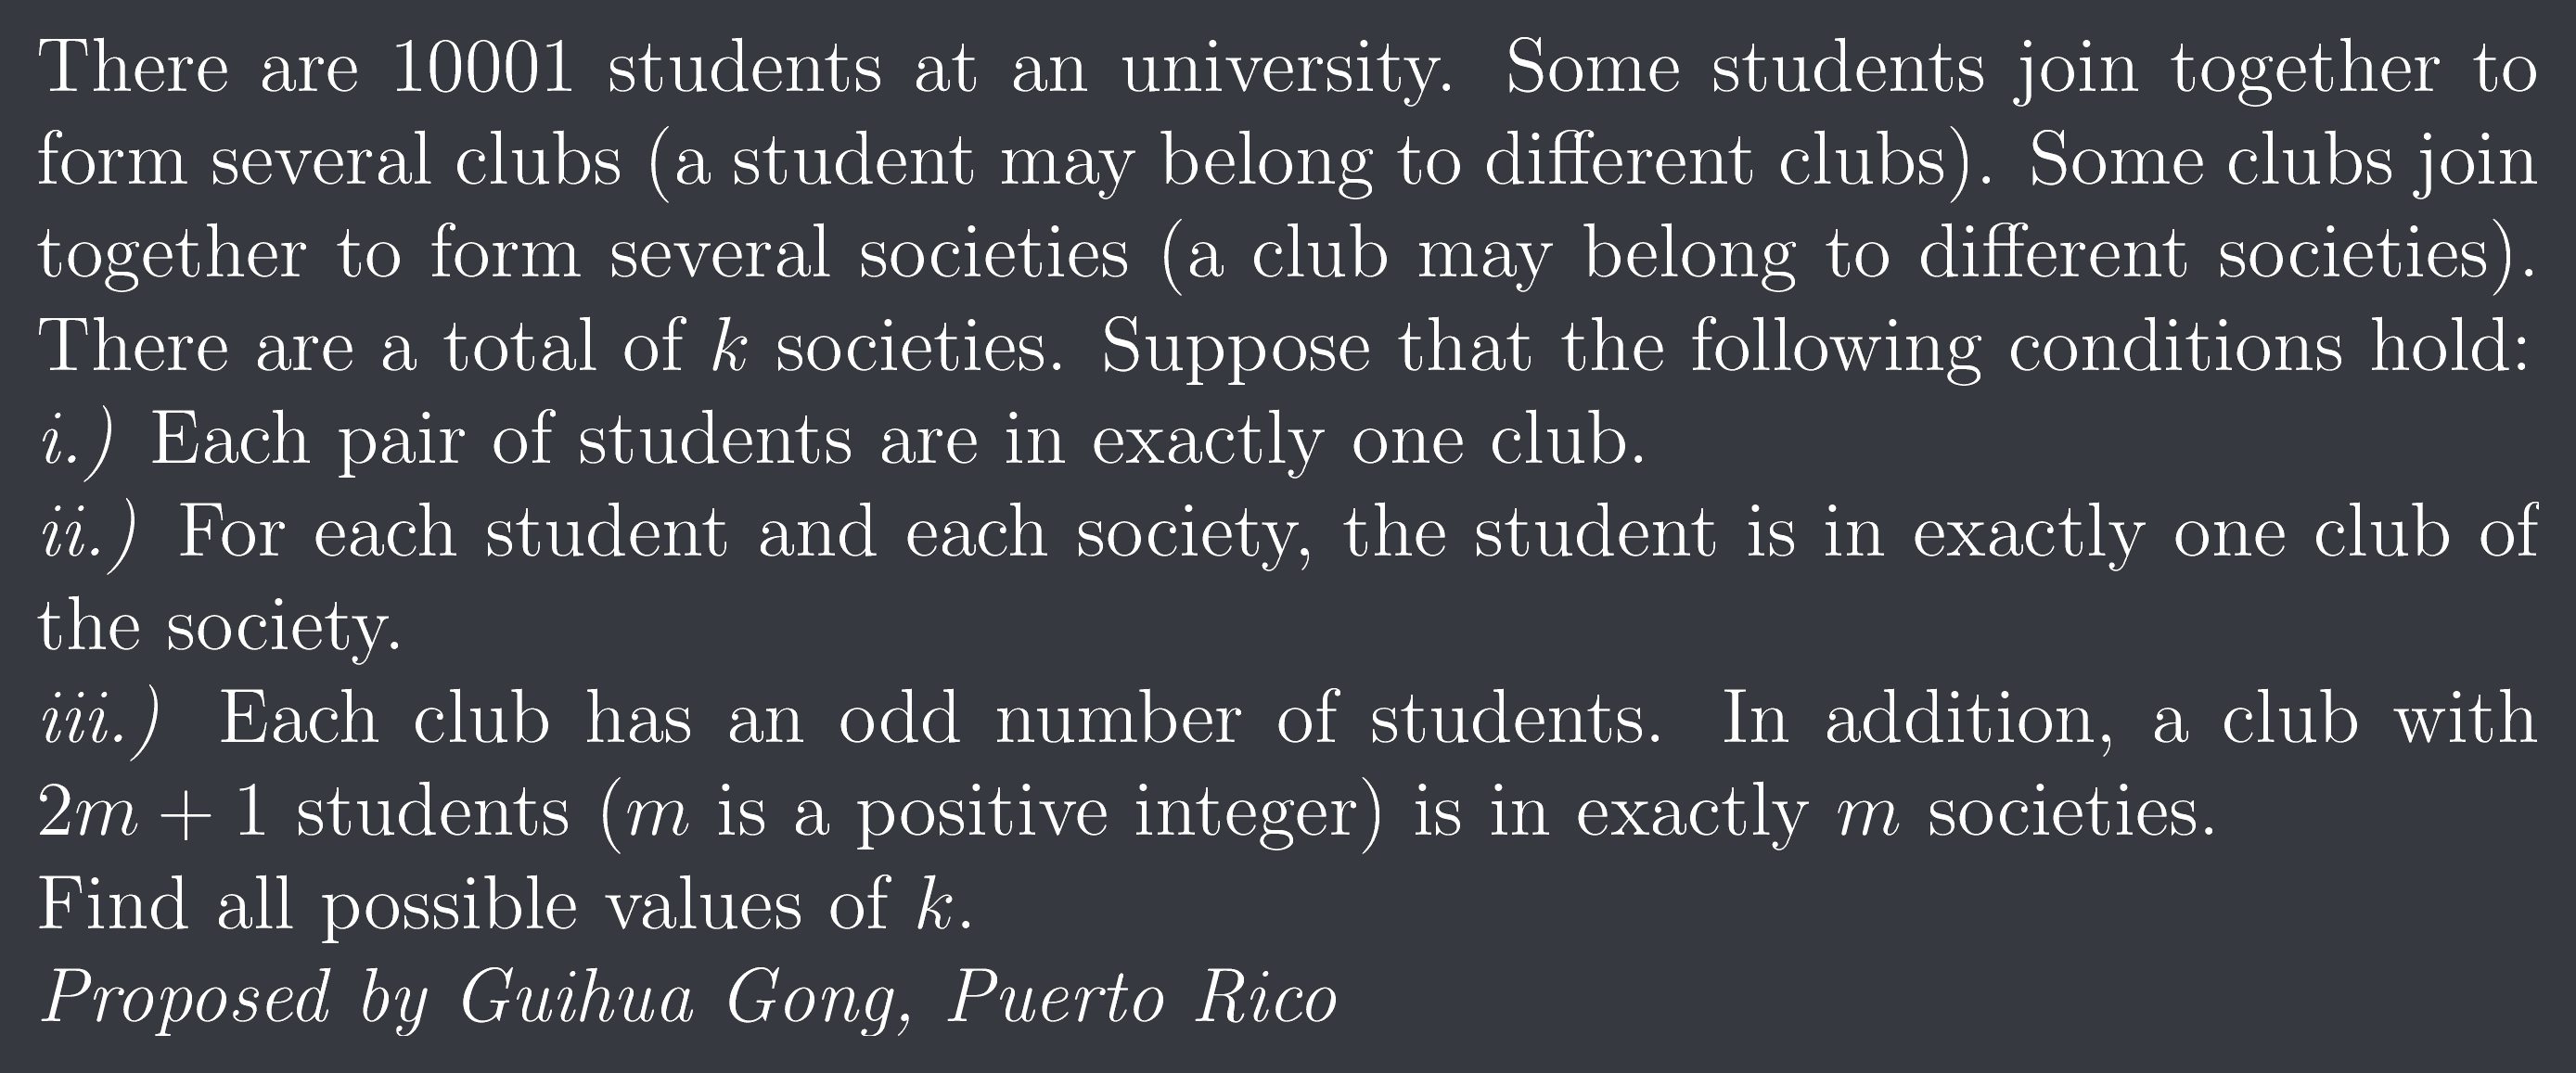 There are 10001 students at an university. Some students join together to
form several clubs (a student may belong to different clubs). Some clubs join
together to form several societies (a club may belong to different societies).
There are a total of k societies. Suppose that the following conditions hold:
i.) Each pair of students are in exactly one club.
ii.) For each student and each society, the student is in exactly one club of
the society.
iii.) Each club has an odd number of students. In addition, a club with
2m + 1 students (m is a positive integer) is in exactly m societies.
Find all possible values of k.
Proposed by Guihua Gong, Puerto Rico